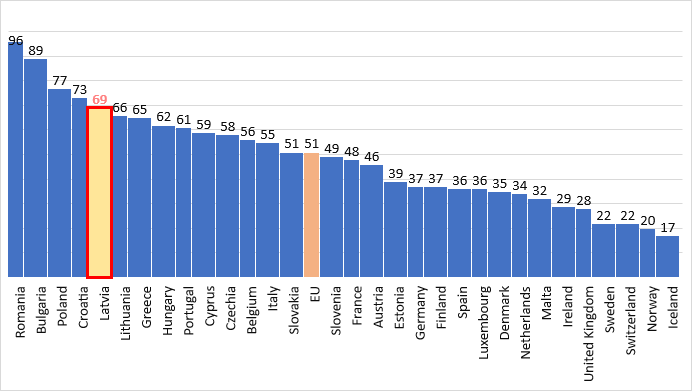 96
89
77
73
69
66
65
62
61
59
58
56
55
51
51
49
48
46
39
37
37
36
36
35
34
32
29
28
22
22
20
17
Romania
Bulgaria
Poland
Croatia
Latvia
Lithuania
Greece
Hungary
Portugal
Cyprus
Czechia
Belgium
Italy
Slovakia
EU
Slovenia
France
Austria
Estonia
Germany
Finland
Spain
Luxembourg
Denmark
Netherlands
Malta
Ireland
United Kingdom
Sweden
Switzerland
Norway
Iceland